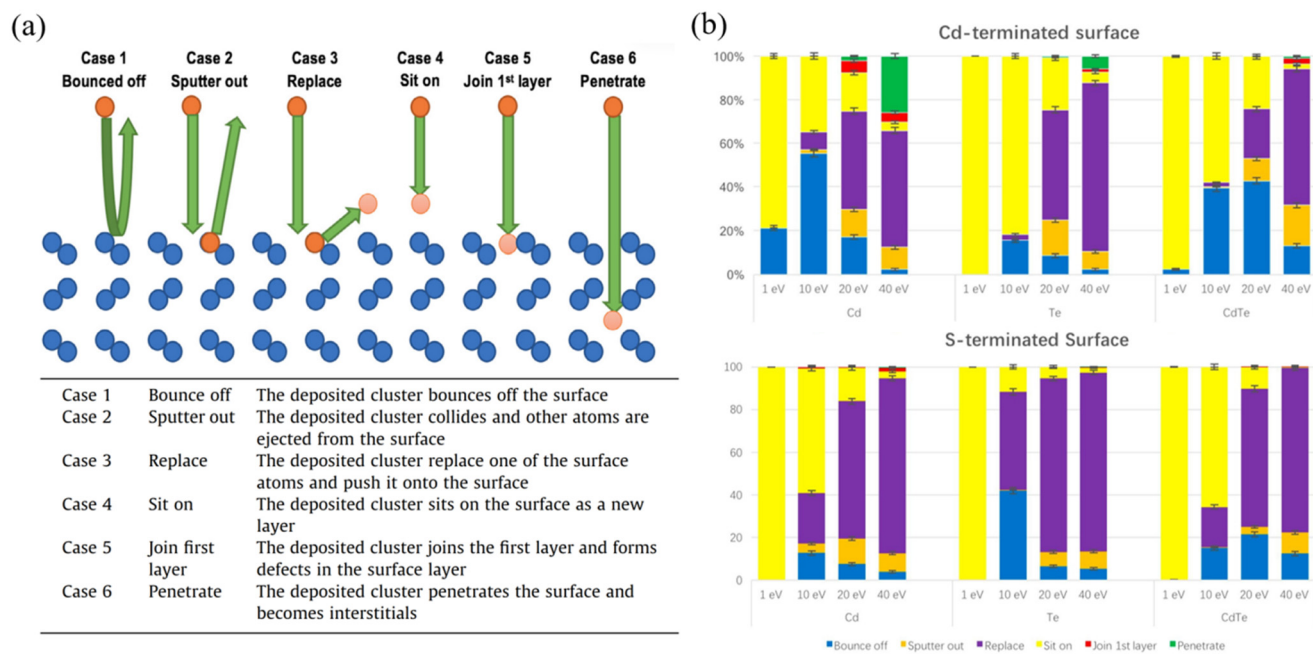 (a)
Case 1
Bounced off
Case 2
Sputter out
Case 3
Replace
Case 4
Sit on
Case 5
Join 1st layer
Case 6
Penetrate
Case 1 Bounce off The deposited cluster bounces off the surface
Case 2 Sputter out The deposited cluster collides and other atoms are
ejected from the surface
Case 3 Replace The deposited cluster replace one of the surface
atoms and push it onto the surface
Case 4 Sit on The deposited cluster sits on the surface as a new
layer
Case 5 Join first The deposited cluster joins the first layer and forms
layer defects in the surface layer
Case 6 Penetrate The deposited cluster penetrates the surface and
becomes interstitials
(b)
Cd-terminated surface
100%
80%
60%
40%
20%
0%
1 eV 10 eV 20 eV 40 eV 1 eV 10 eV 20 eV 40 eV 1 eV 10 eV 20 eV 40 eV
Cd Te CdTe
S-terminated Surface
100
80
60
40
20
0
1 eV 10 eV 20 eV 40 eV 1 eV 10 eV 20 eV 40 eV 1 eV 10 eV 20 eV 40 eV
Cd Te CdTe
Bounce off Sputter out Replace Sit on Join 1st layer Penetrate